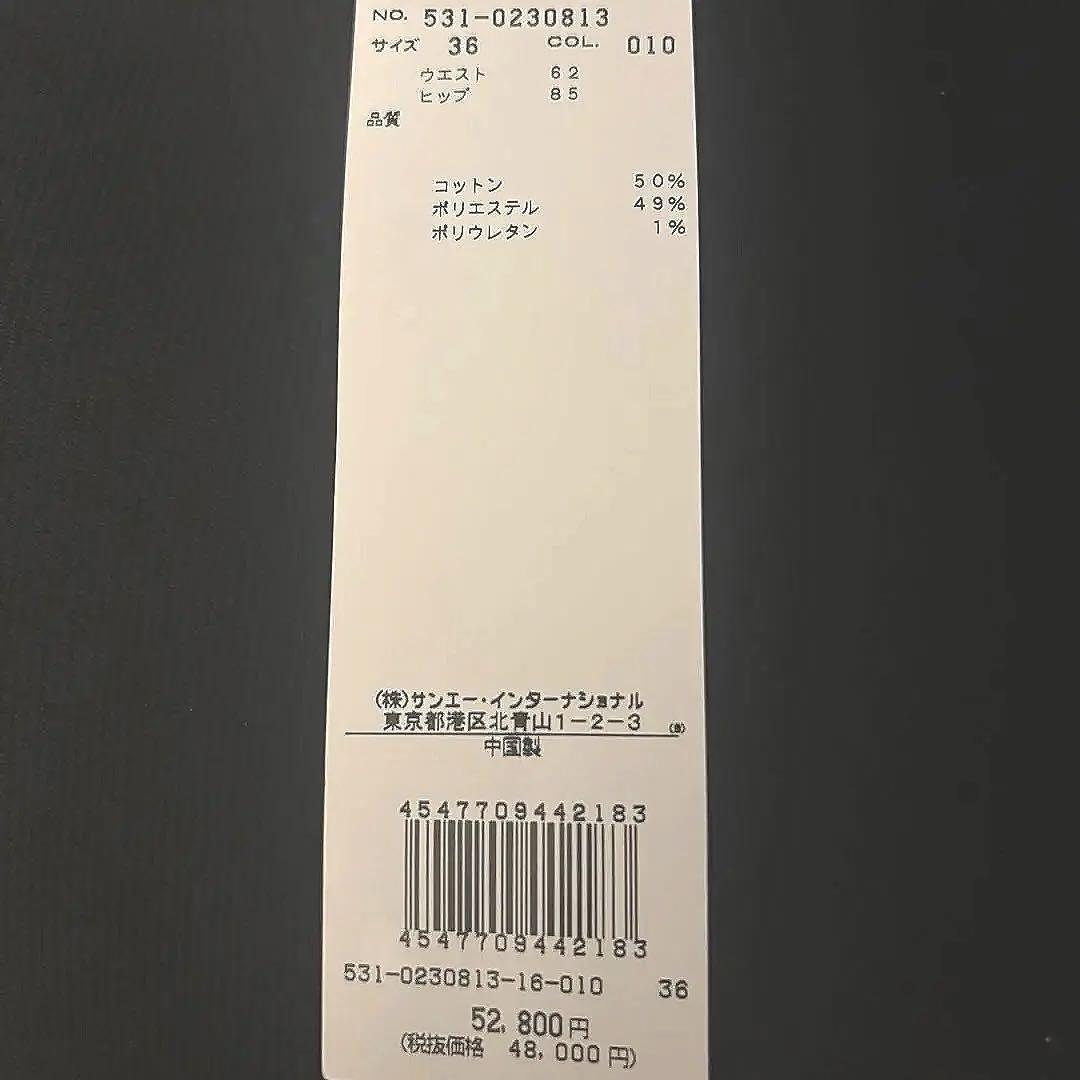 NO. 531-0230813
サイズ 36 COL. 010
ウエスト 62
ヒップ 85
品質
コットン 50%
ポリエステル 49%
ポリウレタン 1%
(株)サンエー・インターナショナル
東京都港区北青山1-2-3
中国製
4547709442183
4547709442183
531-0230813-16-010 36
52,800円
(税抜価格 48,000円)